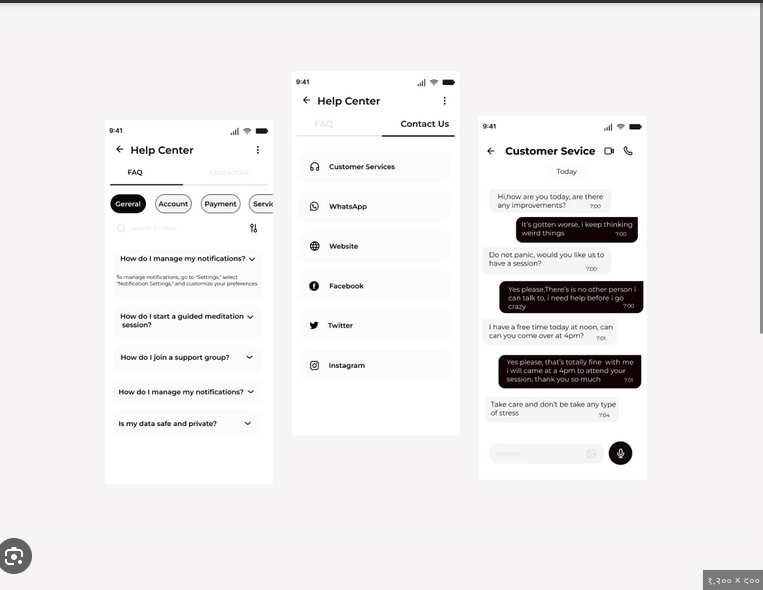 9:41
Help Center
FAQ
Contact Us
Gereral
Account
Payment
Servic
search for help
How do I manage my notifications?
To manage notifications, go to "Settings," select
"Notification Settings," and customize your preferences.
How do I start a guided meditation
session?
How do I join a support group?
How do I manage my notifications?
Is my data safe and private?
9:41
Help Center
FAQ
Contact Us
Customer Services
WhatsApp
Website
Facebook
Twitter
Instagram
9:41
Customer Sevice
Today
Hi,how are you today, are there
any improvements?
7:00
It's gotten worse, i keep thinking
weird things
7:00
Do not panic, would you like us to
have a session?
7:00
Yes please,There's is no other person i
can talk to, i need help before i go
crazy
7:00
I have a free time today at noon, can
can you come over at 4pm?
7:01
Yes please, that's totally fine with me
i will came at a 4pm to attend your
session, thank you so much
7:01
Take care and don't be take any type
of stress
7:04